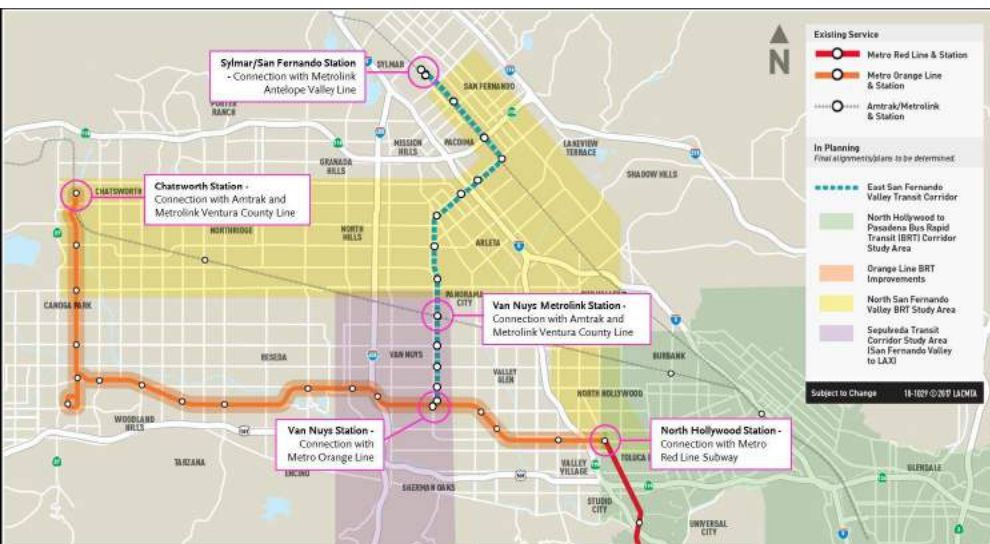 Sylmar/San Fernando Station
- Connection with Metrolink
Antelope Valley Line
SYLMAR
SAN FERNANDO
PORTER
RANCH
MISSION
HILLS
PACOIMA
LAKEVIEW
TERRACE
GRANADA
HILLS
SHADOW HILLS
CHATSWORTH
Chatsworth Station -
Connection with Amtrak and
Metrolink Ventura County Line
NORTHRIDGE
NORTH
HILLS
ARLETA
CANOGA PARK
PANORAMA
CITY
Van Nuys Metrolink Station -
Connection with Amtrak and
Metrolink Ventura County Line
RESEDA
VAN NUYS
BURBANK
VALLEY
GLEN
NORTH HOLLYWOOD
WOODLAND
HILLS
Van Nuys Station -
Connection with
Metro Orange Line
North Hollywood Station -
Connection with Metro
Red Line Subway
TARZANA
ENCINO
VALLEY
VILLAGE
TOLUCA
GLENDALE
SHERMAN OAKS
STUDIO
CITY
UNIVERSAL
CITY
N
Existing Service
Metro Red Line & Station
Metro Orange Line
& Station
Amtrak/Metrolink
& Station
In Planning
Final alignments/plans to be determined.
East San Fernando
Valley Transit Corridor
North Hollywood to
Pasadena Bus Rapid
Transit (BRT) Corridor
Study Area
Orange Line BRT
Improvements
North San Fernando
Valley BRT Study Area
Sepulveda Transit
Corridor Study Area
(San Fernando Valley
to LAX)
Subject to Change 18-1029 © 2017 LACMTA